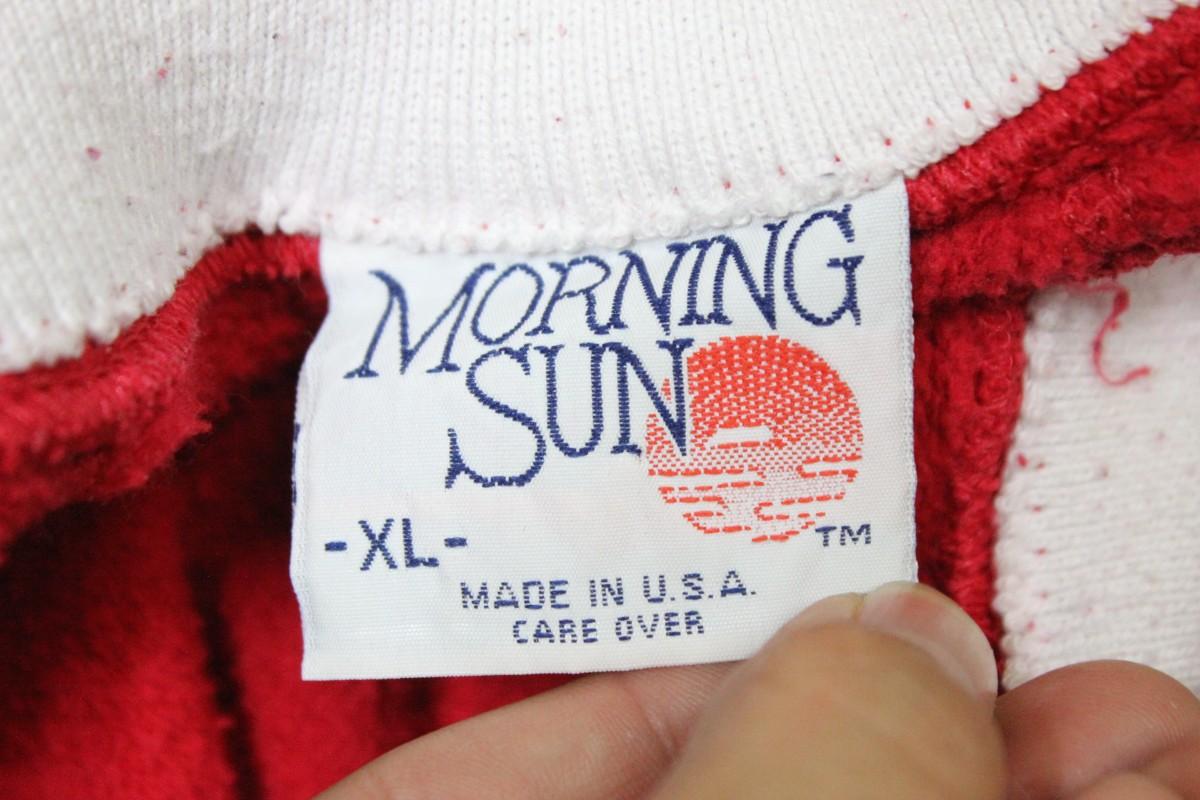 MORNING
SUN
TM
-XL-
MADE IN U.S.A.
CARE OVER